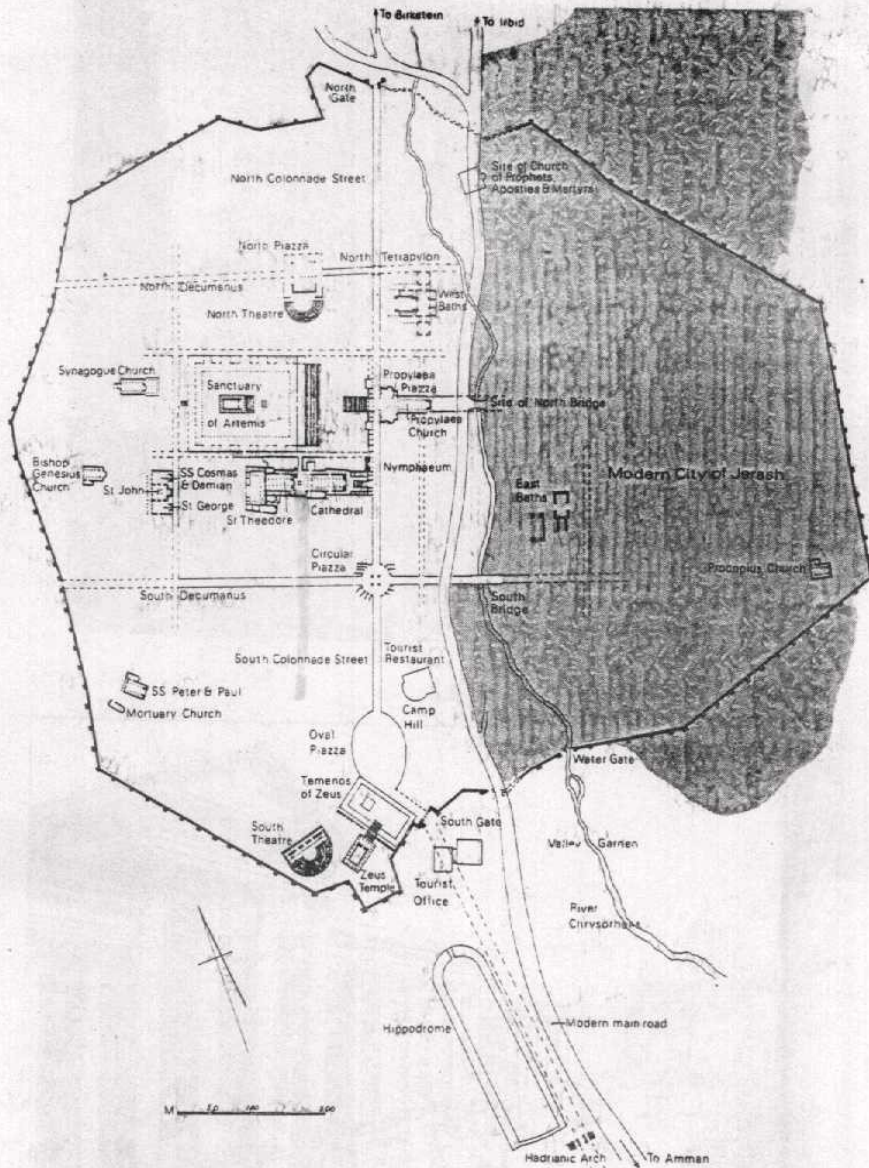 To Birketein
To Irbid
North
Gate
Site of Church
of Prophets,
Apostles & Martyrs
North Colonnade Street
North Piazza
North Tetrapylon
North Decumanus
North Theatre
West
Baths
Synagogue Church
Sanctuary
of Artemis
Propylaea
Piazza
Site of North Bridge
Propylaea
Church
Bishop
Genesius
Church
SS Cosmas
& Damian
St John
St George
St Theodore
Cathedral
Nymphaeum
Modern City of Jerash
East
Baths
Circular
Piazza
Procopius Church
South Decumanus
South
Bridge
South Colonnade Street
Tourist
Restaurant
SS Peter & Paul
Mortuary Church
Camp
Hill
Oval
Piazza
Water Gate
Temenos
of Zeus
South Gate
South
Theatre
Zeus
Temple
Tourist
Office
Valley Garden
River
Chrysorhoas
Hippodrome
Modern main road
M 50 100 200
Hadrianic Arch
To Amman